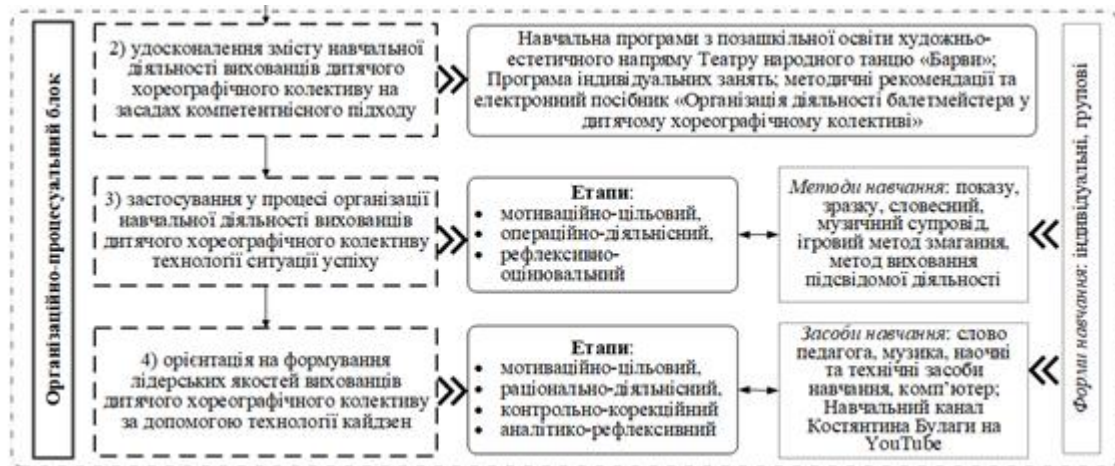 Організаційно-процесуальний блок
2) удосконалення змісту навчальної
діяльності вихованців дитячого
хореографічного колективу на
засадах компетентнісного підходу
Навчальна програми з позашкільної освіти художньо-
естетичного напряму Театру народного танцю «Барви»;
Програма індивідуальних занять; методичні рекомендації та
електронний посібник «Організація діяльності балетмейстера у
дитячому хореографічному колективі»
3) застосування у процесі організації
навчальної діяльності вихованців
дитячого хореографічного колективу
технології ситуації успіху
Етапи:
• мотиваційно-цільовий,
• операційно-діяльнісний,
• рефлексивно-
оцінювальний
Методи навчання: показу,
зразку, словесний,
музичний супровід,
ігровий метод змагання,
метод виховання
підсвідомої діяльності
4) орієнтація на формування
лідерських якостей вихованців
дитячого хореографічного колективу
за допомогою технології кайдзен
Етапи:
• мотиваційно-цільовий,
• раціонально-діяльнісний,
• контрольно-корекційний
• аналітико-рефлексивний
Засоби навчання: слово
педагога, музика, наочні
та технічні засоби
навчання, комп’ютер;
Навчальний канал
Костянтина Булаги на
YouTube
Форми навчання: індивідуальні, групові